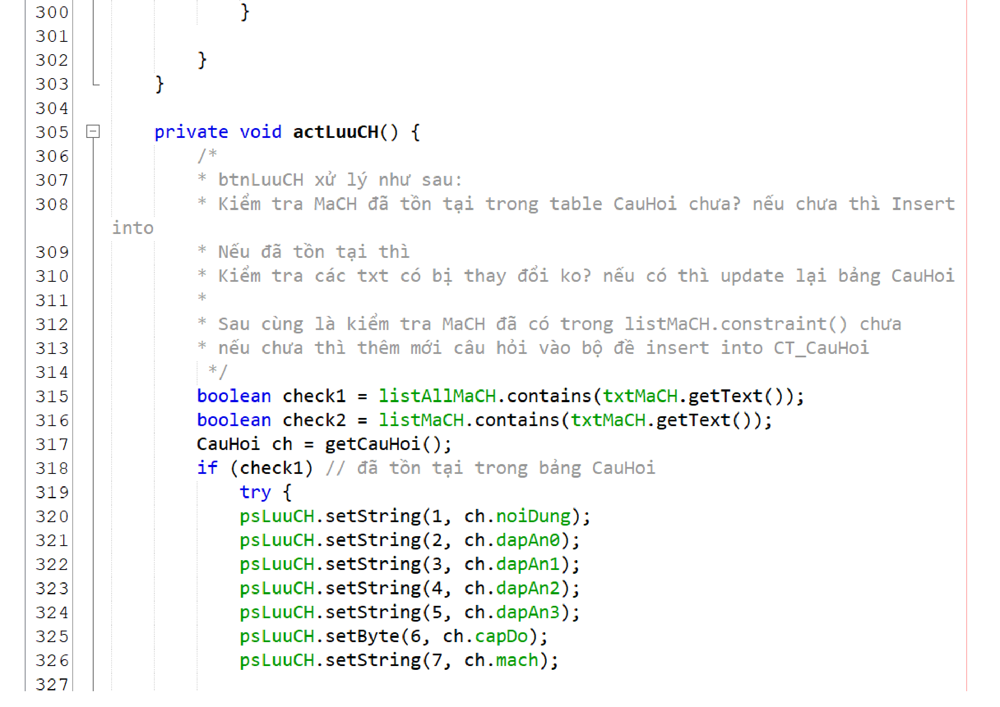 300 }
301
302 }
303 }
304
305 private void actLuuCH() {
306 /*
307 * btnLuuCH xử lý như sau:
308 * Kiểm tra MaCH đã tồn tại trong table CauHoi chưa? nếu chưa thì Insert
into
309 * Nếu đã tồn tại thì
310 * Kiểm tra các txt có bị thay đổi ko? nếu có thì update lại bảng CauHoi
311 *
312 * Sau cùng là kiểm tra MaCH đã có trong listMaCH.constraint() chưa
313 * nếu chưa thì thêm mới câu hỏi vào bộ đề insert into CT_CauHoi
314 */
315 boolean check1 = listAllMaCH.contains(txtMaCH.getText());
316 boolean check2 = listMaCH.contains(txtMaCH.getText());
317 CauHoi ch = getCauHoi();
318 if (check1) // đã tồn tại trong bảng CauHoi
319 try {
320 psLuuCH.setString(1, ch.noiDung);
321 psLuuCH.setString(2, ch.dapAn0);
322 psLuuCH.setString(3, ch.dapAn1);
323 psLuuCH.setString(4, ch.dapAn2);
324 psLuuCH.setString(5, ch.dapAn3);
325 psLuuCH.setByte(6, ch.capDo);
326 psLuuCH.setString(7, ch.mach);
327